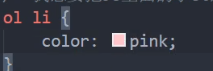 ol li {
color: pink;
}